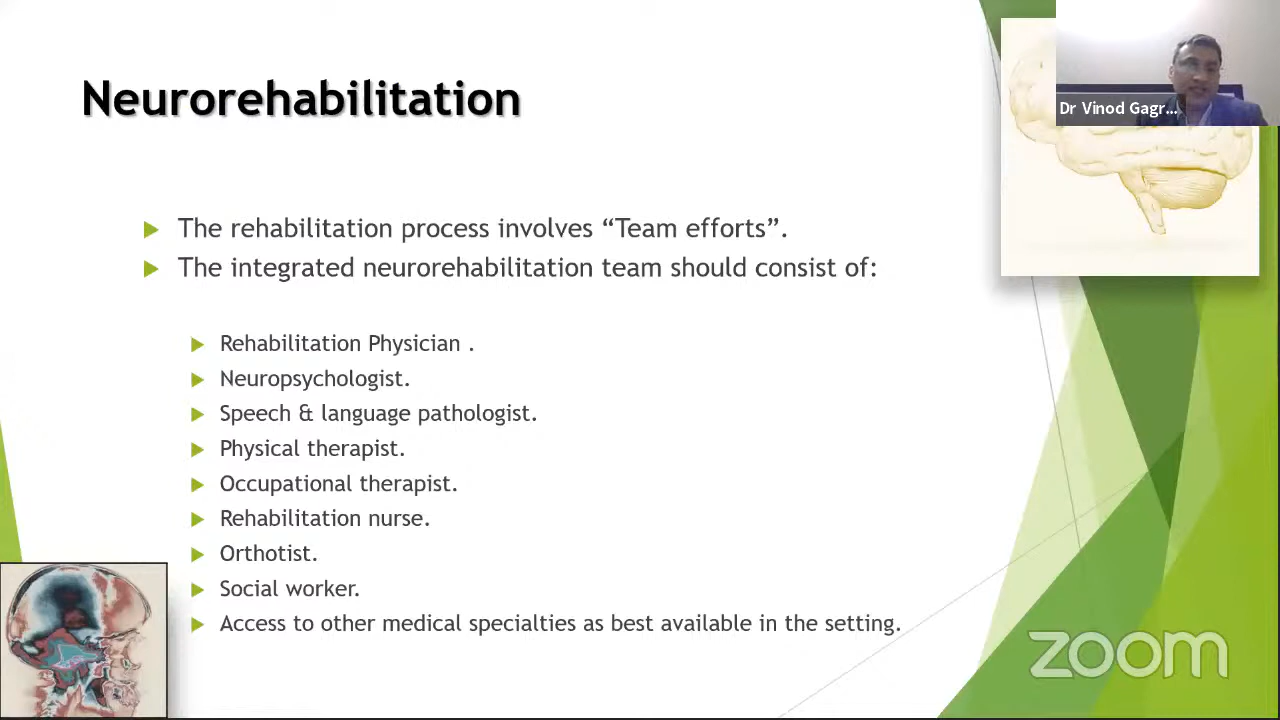 Neurorehabilitation
Dr Vinod Gagr...
The rehabilitation process involves “Team efforts”.
The integrated neurorehabilitation team should consist of:
Rehabilitation Physician .
Neuropsychologist.
Speech & language pathologist.
Physical therapist.
Occupational therapist.
Rehabilitation nurse.
Orthotist.
Social worker.
Access to other medical specialties as best available in the setting.
zoom